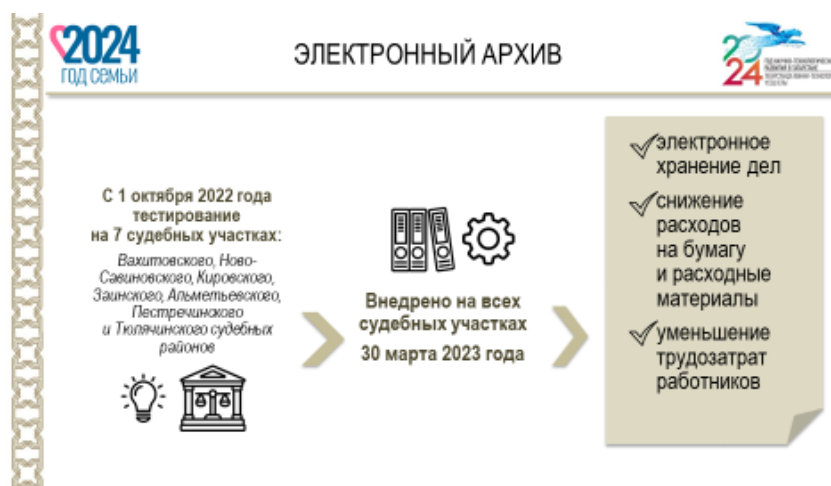 2024
ГОД СЕМЬИ
ЭЛЕКТРОННЫЙ АРХИВ
20
24
С 1 октября 2022 года
тестирование
на 7 судебных участках:
Вахитовского, Ново-
Савиновского, Кировского,
Заинского, Альметьевского,
Пестречинского
и Тюлячинского судебных
районов
Внедрено на всех
судебных участках
30 марта 2023 года
электронное
хранение дел
снижение
расходов
на бумагу
и расходные
материалы
уменьшение
трудозатрат
работников